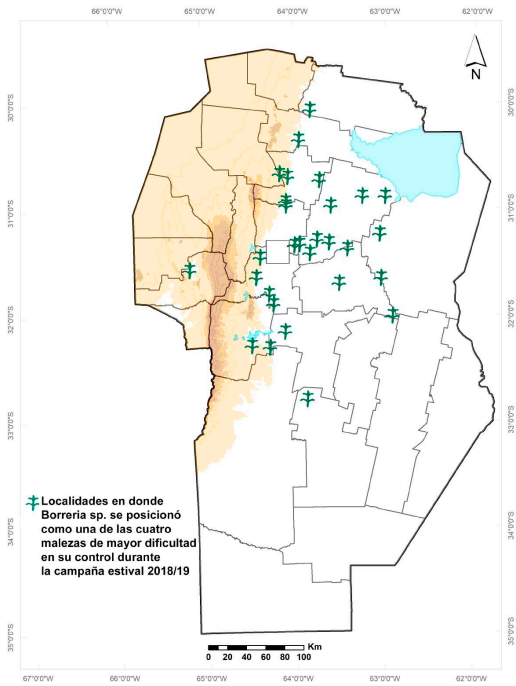 66°0'0"W 65°0'0"W 64°0'0"W 63°0'0"W 62°0'0"W
N
30°0'0"S 30°0'0"S
31°0'0"S 31°0'0"S
32°0'0"S 32°0'0"S
33°0'0"S 33°0'0"S
34°0'0"S 34°0'0"S
35°0'0"S 35°0'0"S
Localidades en donde
Borreria sp. se posicionó
como una de las cuatro
malezas de mayor dificultad
en su control durante
la campaña estival 2018/19
Km
0 20 40 60 80 100
67°0'0"W 66°0'0"W 65°0'0"W 64°0'0"W 63°0'0"W 62°0'0"W